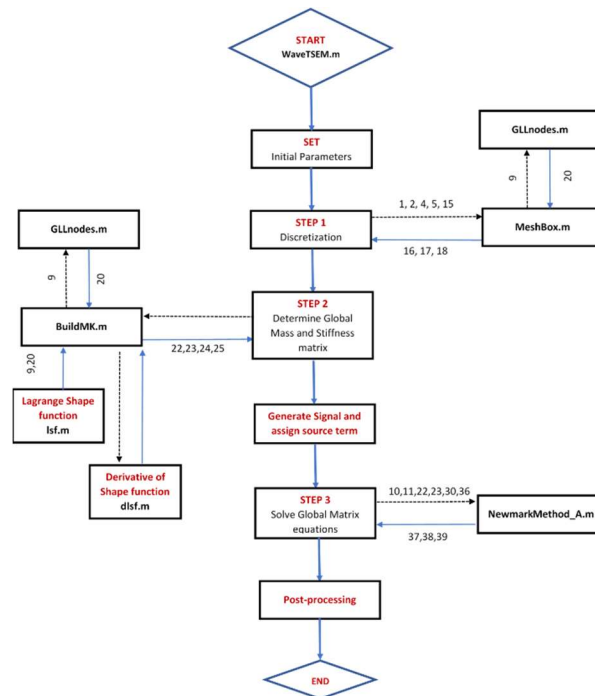 START
WaveTSEM.m
SET
Initial Parameters
GLLnodes.m
9
20
1, 2, 4, 5, 15
STEP 1
Discretization
MeshBox.m
16, 17, 18
GLLnodes.m
9
20
STEP 2
Determine Global
Mass and Stiffness
matrix
BuildMK.m
22,23,24,25
9,20
Lagrange Shape
function
lsf.m
Generate Signal and
assign source term
Derivative of
Shape function
dlsf.m
STEP 3
Solve Global Matrix
equations
10,11,22,23,30,36
NewmarkMethod_A.m
37,38,39
Post-processing
END